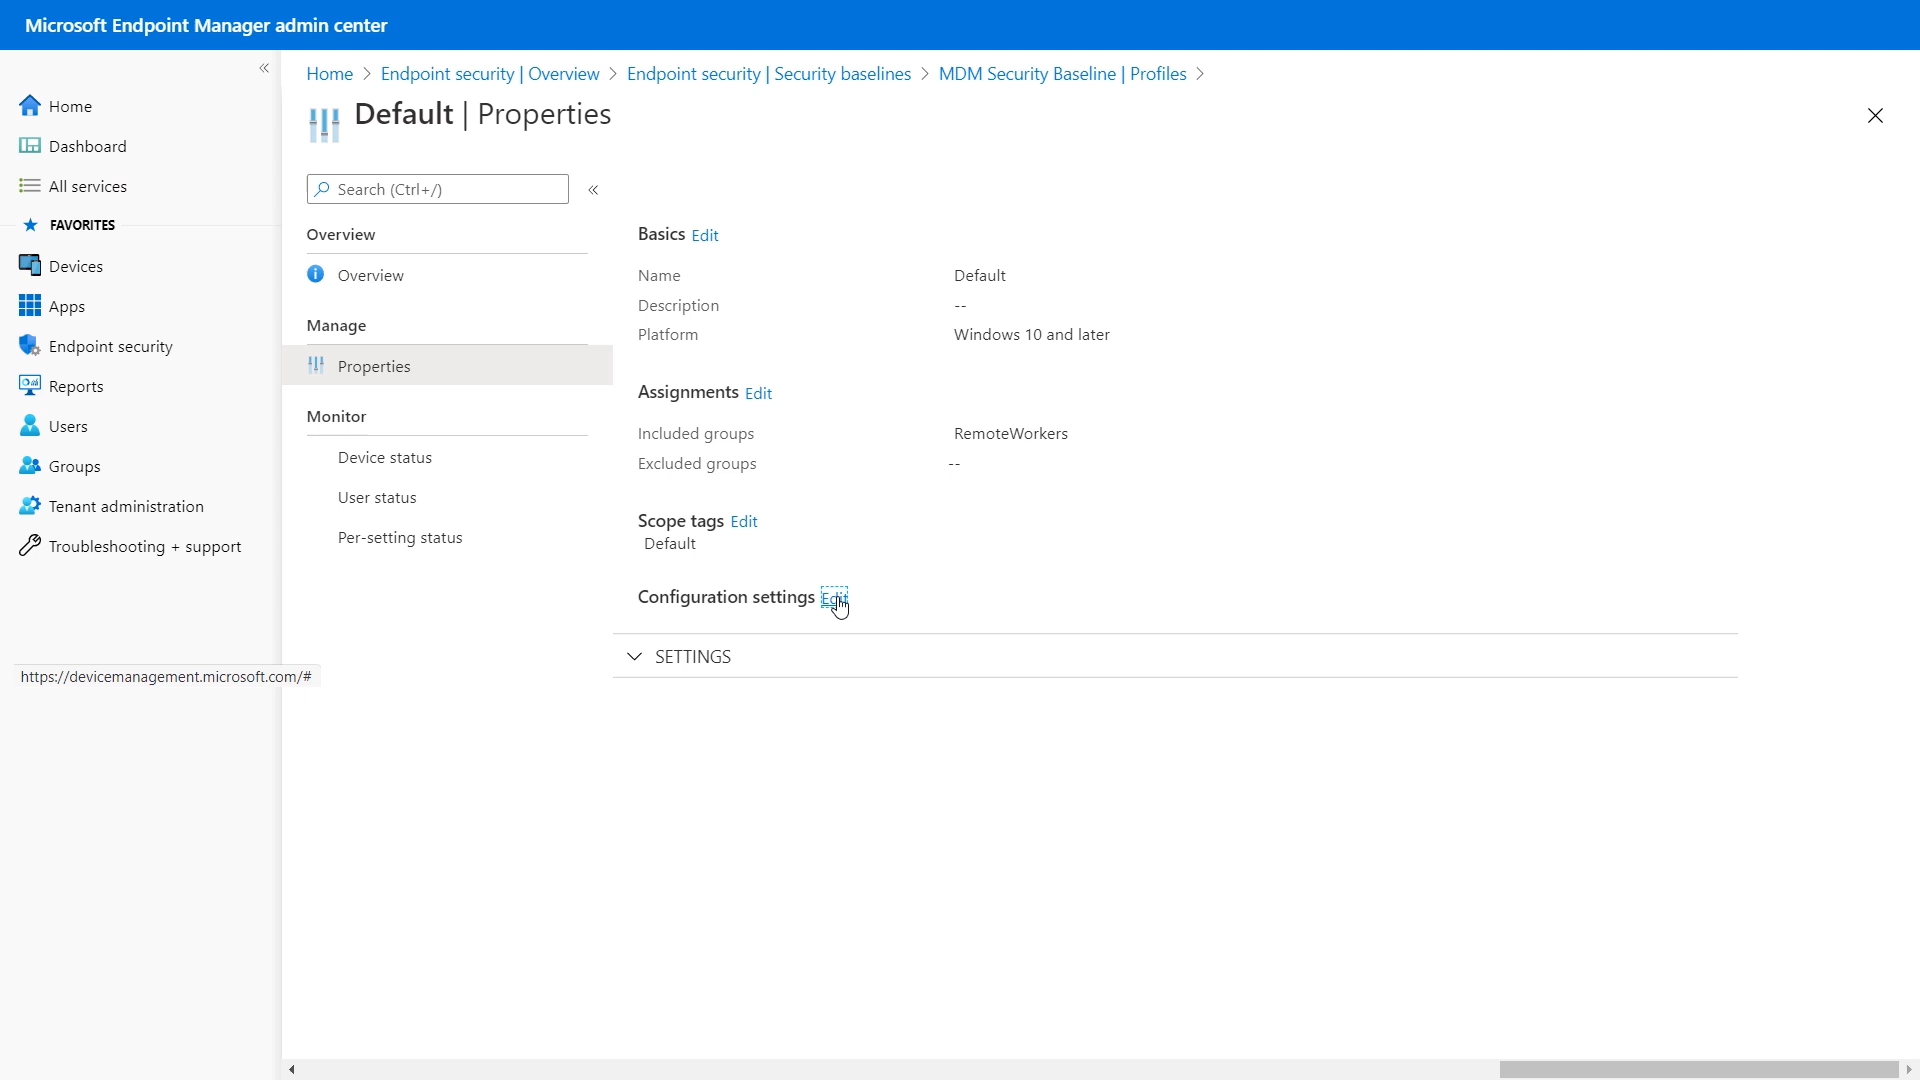 Microsoft Endpoint Manager admin center
Home > Endpoint security | Overview > Endpoint security | Security baselines > MDM Security Baseline | Profiles >
Default | Properties
Home
Dashboard
All services
FAVORITES
Devices
Apps
Endpoint security
Reports
Users
Groups
Tenant administration
Troubleshooting + support
https://devicemanagement.microsoft.com/#
Search (Ctrl+/)
Overview
Overview
Manage
Properties
Monitor
Device status
User status
Per-setting status
Basics Edit
Name Default
Description --
Platform Windows 10 and later
Assignments Edit
Included groups RemoteWorkers
Excluded groups --
Scope tags Edit
Default
Configuration settings Edit
SETTINGS